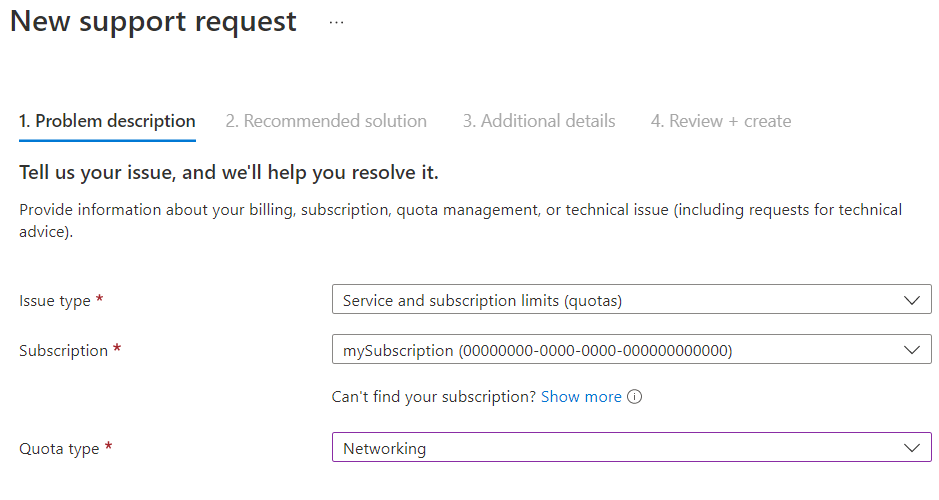 New support request ...
1. Problem description 2. Recommended solution 3. Additional details 4. Review + create
Tell us your issue, and we'll help you resolve it.
Provide information about your billing, subscription, quota management, or technical issue (including requests for technical
advice).
Issue type * Service and subscription limits (quotas)
Subscription * mySubscription (00000000-0000-0000-000000000000)
Can't find your subscription? Show more
Quota type * Networking